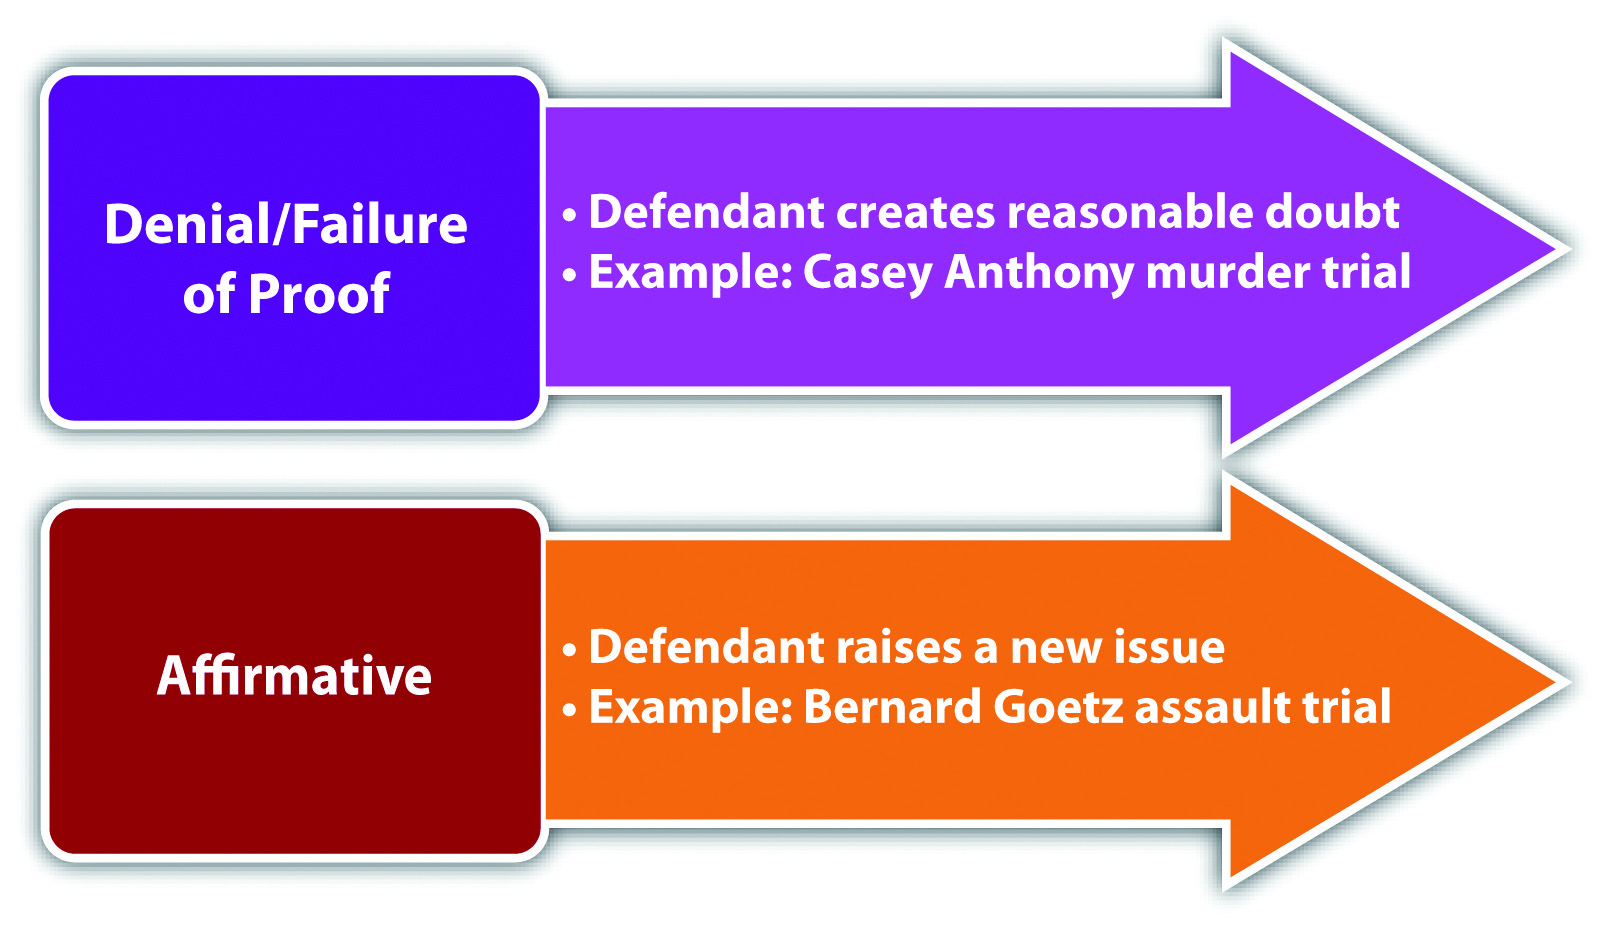 Denial/Failure
of Proof
• Defendant creates reasonable doubt
• Example: Casey Anthony murder trial
Affirmative
• Defendant raises a new issue
• Example: Bernard Goetz assault trial